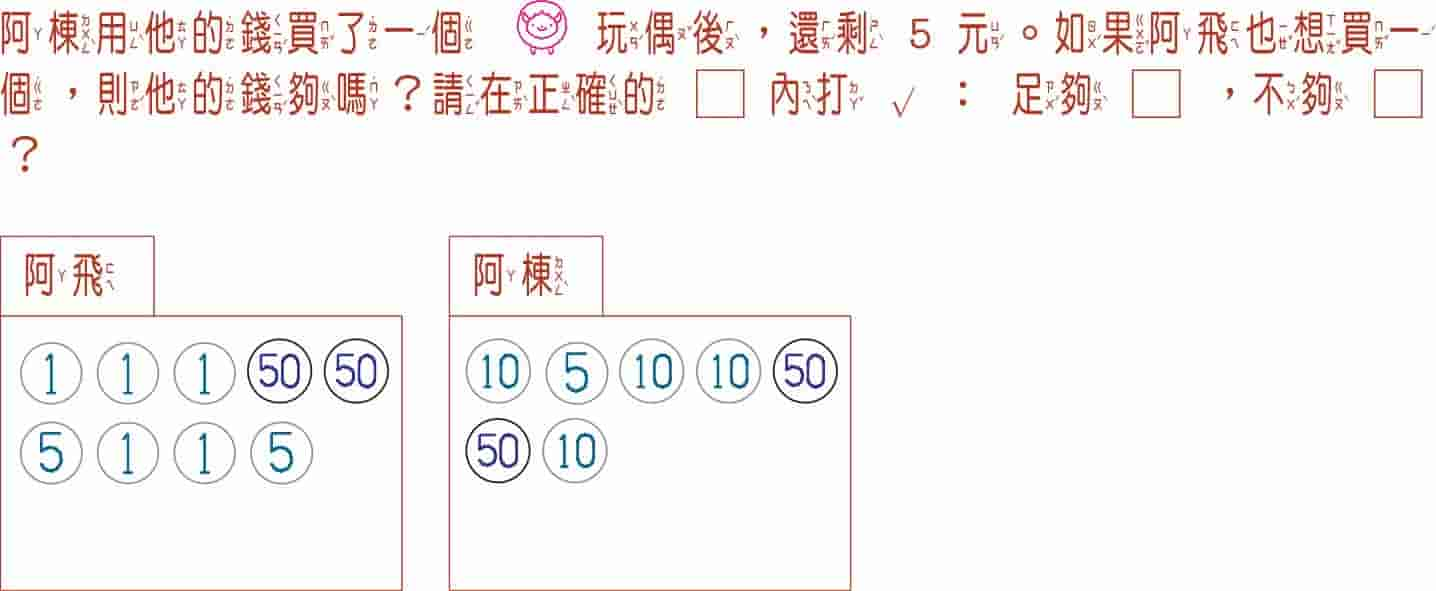 阿棟用他的錢買了一個 玩偶後，還剩 5 元。如果阿飛也想買一
個，則他的錢夠嗎？請在正確的 □ 內打 √ ： 足夠 □ ，不夠 □
？
阿飛
1 1 1 50 50
5 1 1 5
阿棟
10 5 10 10 50
50 10